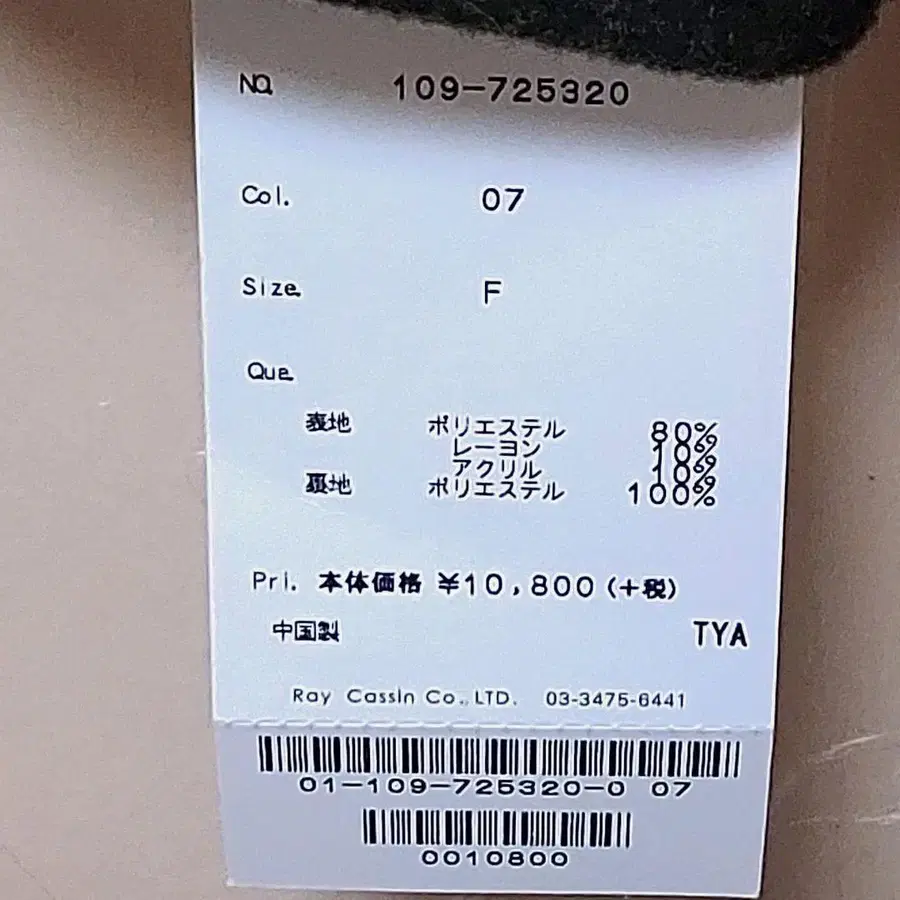 NO. 109-725320
Col. 07
Size F
Que.
表地 ポリエステル 80%
レーヨン 10%
アクリル 10%
裏地 ポリエステル 100%
Pri. 本体価格 ¥10,800(+税)
中国製 TYA
Ray Cassin Co.,LTD. 03-3475-6441
01-109-725320-0 07
0010800